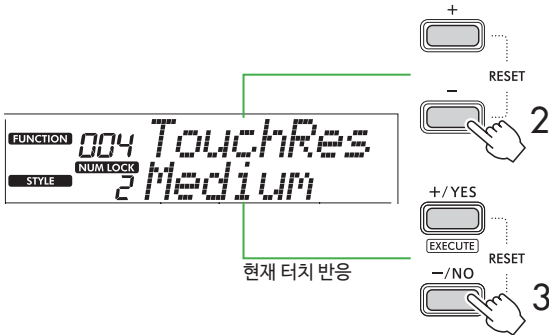 +
RESET
−
2
FUNCTION 004 TouchRes
NUM LOCK
STYLE 2 Medium
+/YES
EXECUTE
RESET
현재 터치 반응
−/NO
3